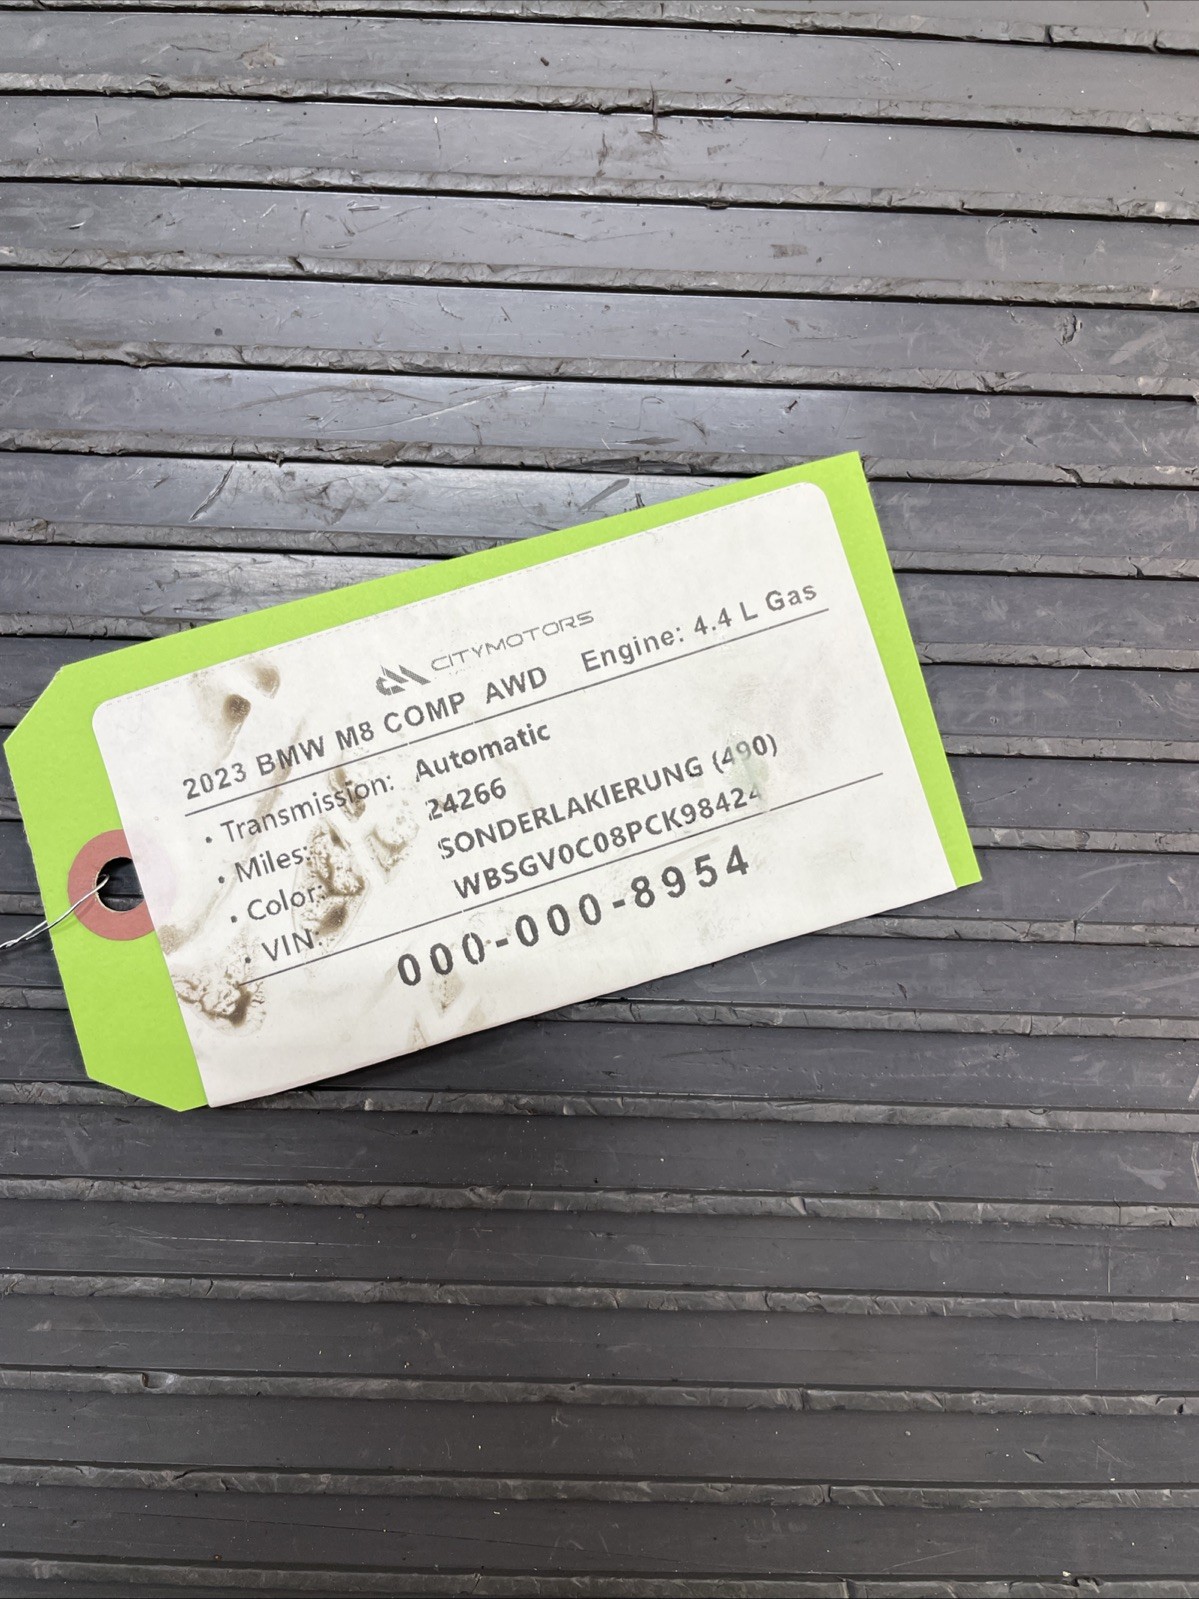 CITYMOTORS
2023 BMW M8 COMP AWD Engine: 4.4 L Gas
• Transmission: Automatic
• Miles: 24266
• Color: SONDERLAKIERUNG (490)
• VIN: WBSGV0C08PCK98424
000-000-8954